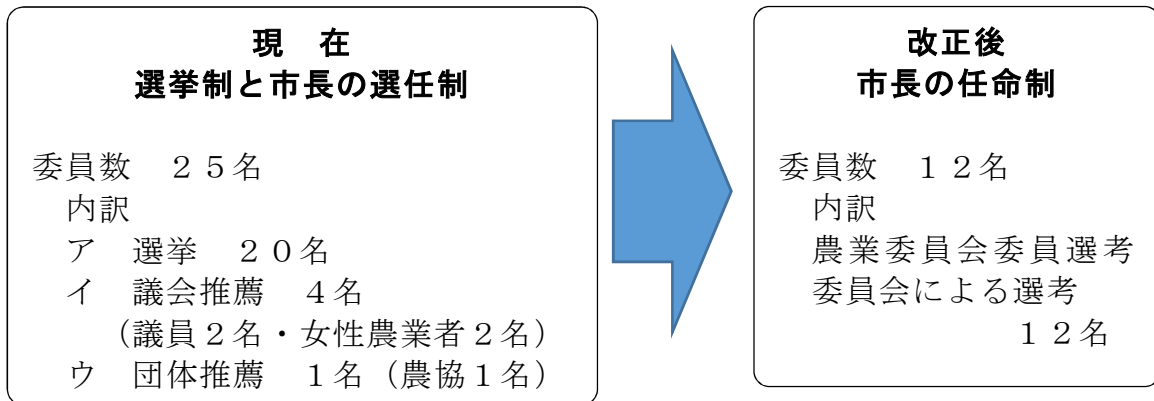 現　在
選挙制と市長の選任制
委員数　２５名
内訳
ア　選挙　２０名
イ　議会推薦　４名
（議員２名・女性農業者２名）
ウ　団体推薦　１名（農協１名）
改正後
市長の任命制
委員数　１２名
内訳
農業委員会委員選考
委員会による選考
１２名